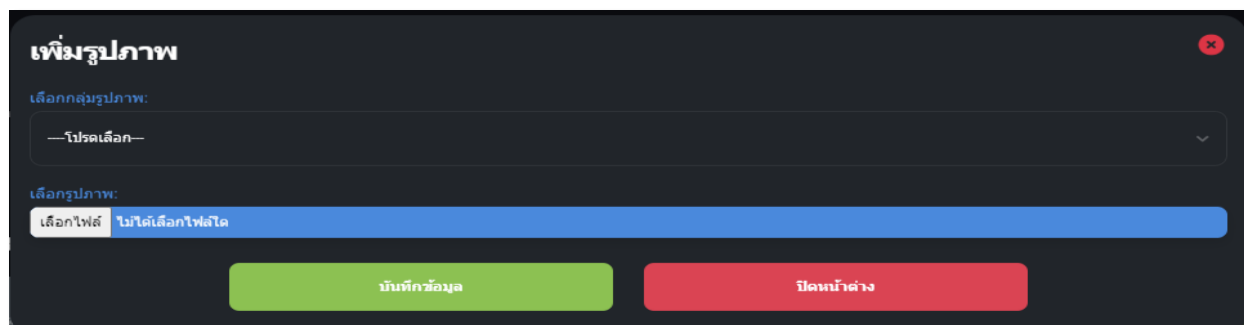 เพิ่มรูปภาพ
เลือกกลุ่มรูปภาพ:
---โปรดเลือก---
เลือกรูปภาพ:
เลือกไฟล์ ไม่ได้เลือกไฟล์ใด
บันทึกข้อมูล ปิดหน้าต่าง